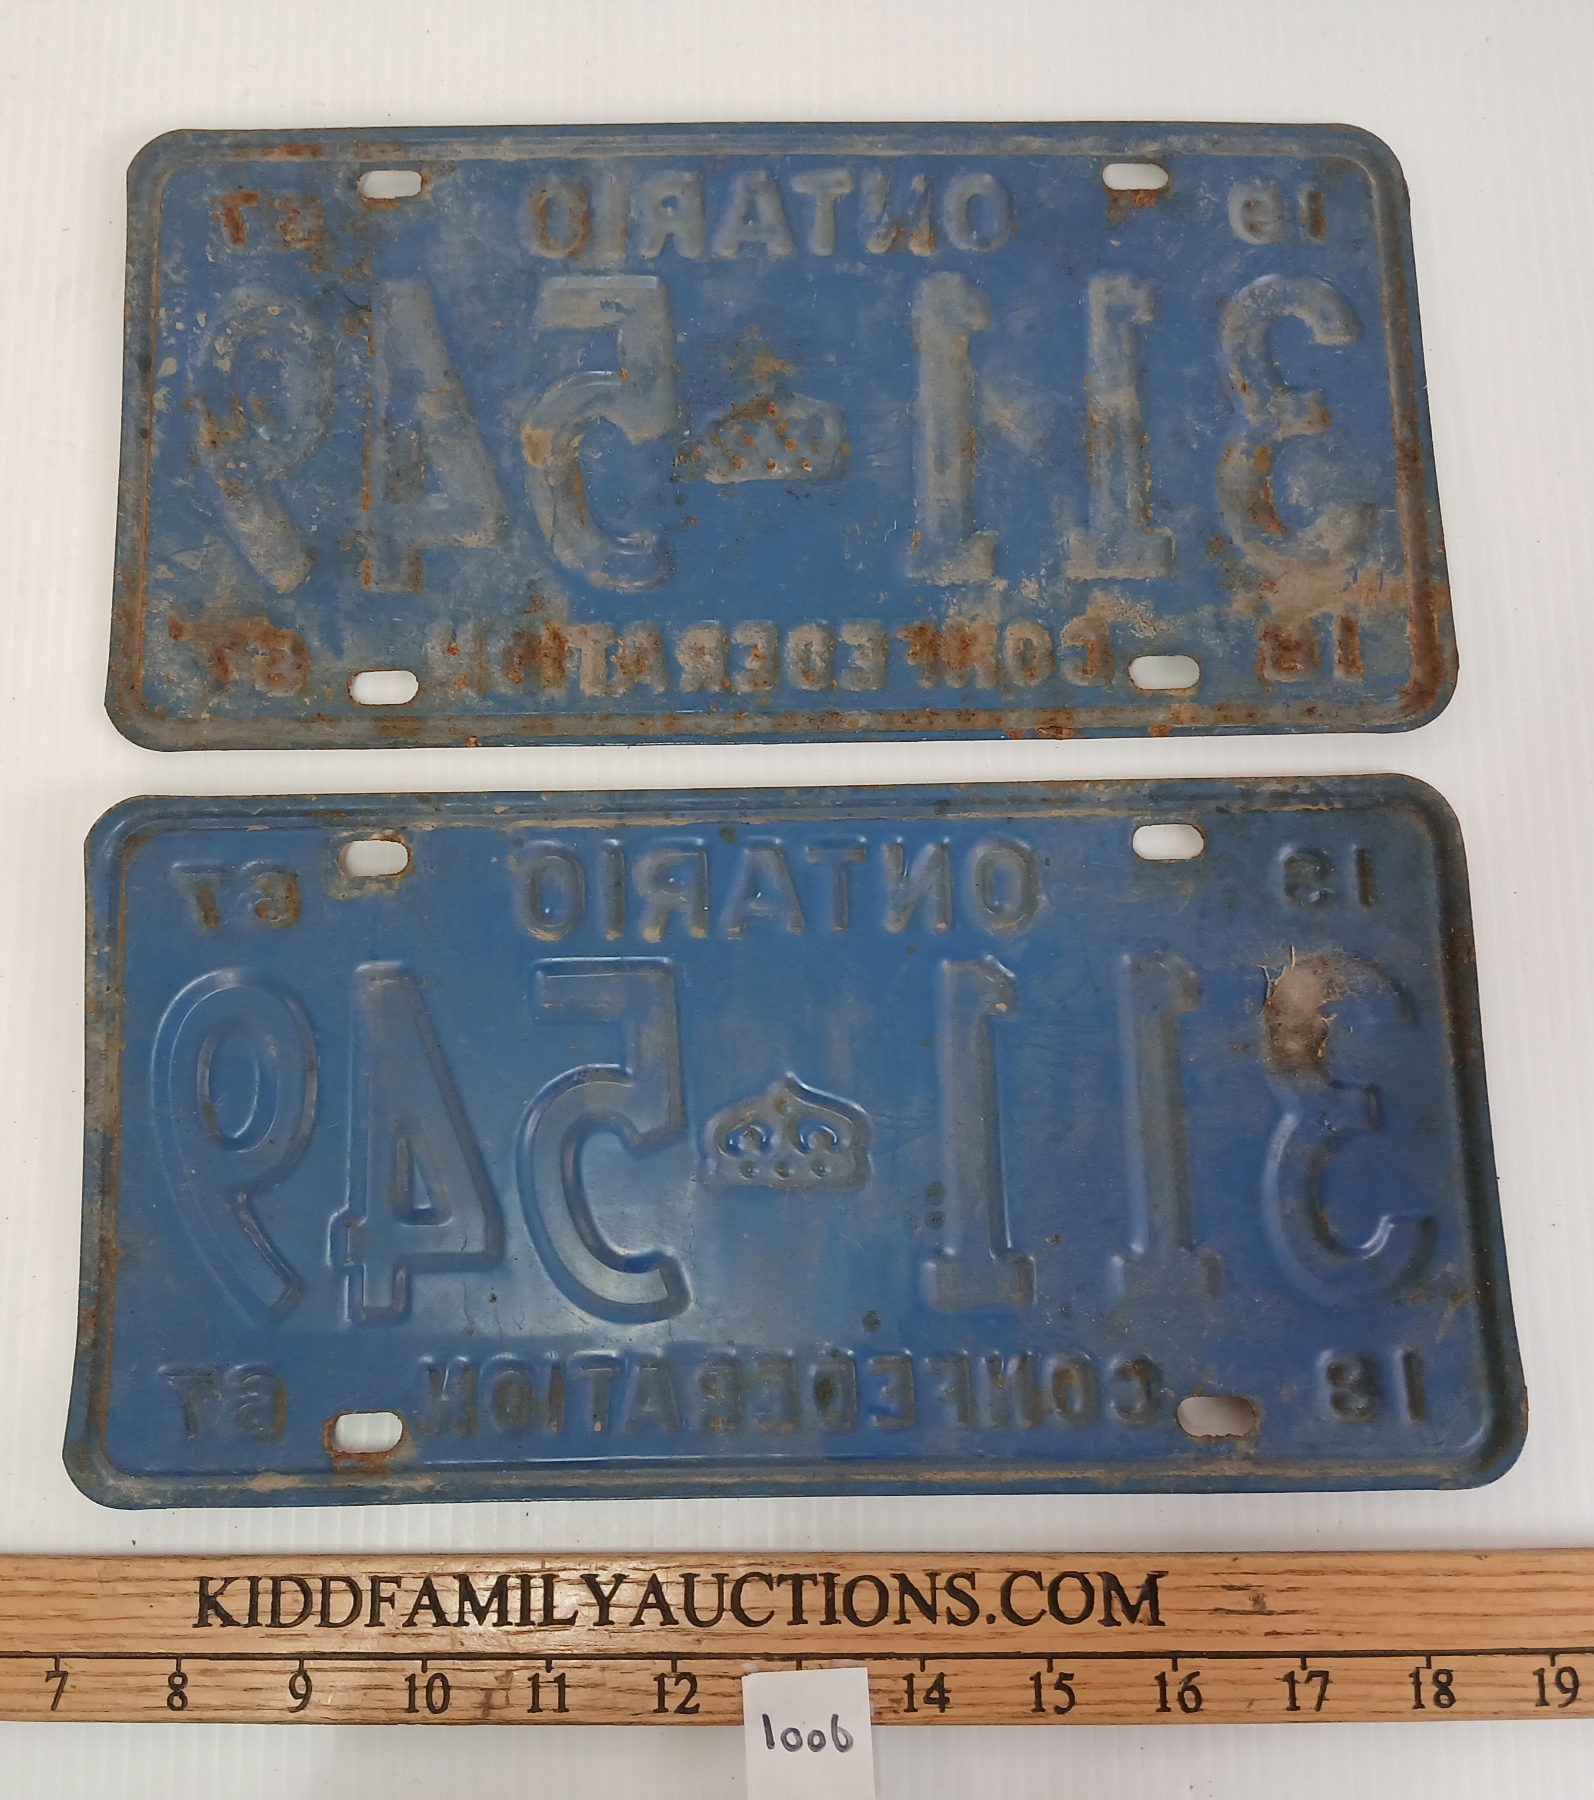 19 ONTARIO 67
311 549
18 CONFEDERATION 67
19 ONTARIO 67
311 549
18 CONFEDERATION 67
KIDDFAMILYAUCTIONS.COM
7 8 9 10 11 12 14 15 16 17 18 19
1006